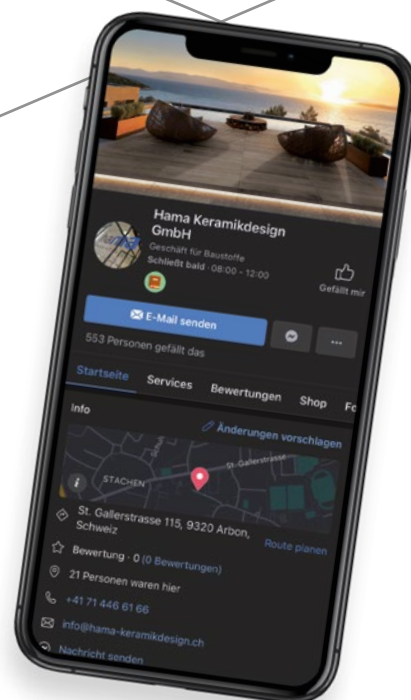 Hama Keramikdesign
GmbH
Geschäft für Baustoffe
Schließt bald · 08:00 - 12:00
Gefällt mir
E-Mail senden
553 Personen gefällt das
Startseite Services Bewertungen Shop Fo
Info
Änderungen vorschlagen
STACHEN
St.-Gallerstrasse
St. Gallerstrasse 115, 9320 Arbon,
Schweiz
Route planen
Bewertung · 0 (0 Bewertungen)
21 Personen waren hier
+41 71 446 61 66
info@hama-keramikdesign.ch
Nachricht senden